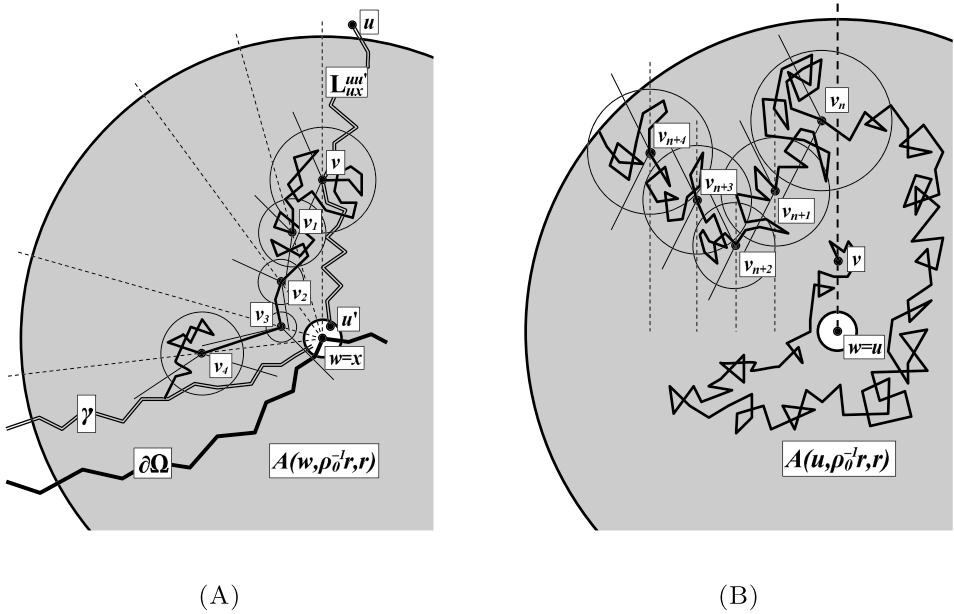 u
L_{ux}^{uu'}
v
v_1
v_2
v_3
u'
w=x
v_4
γ
∂Ω
A(w,ρ_0^{-1}r,r)
(A)
v_n
v_{n+4}
v_{n+3}
v_{n+1}
v_{n+2}
v
w=u
A(u,ρ_0^{-1}r,r)
(B)